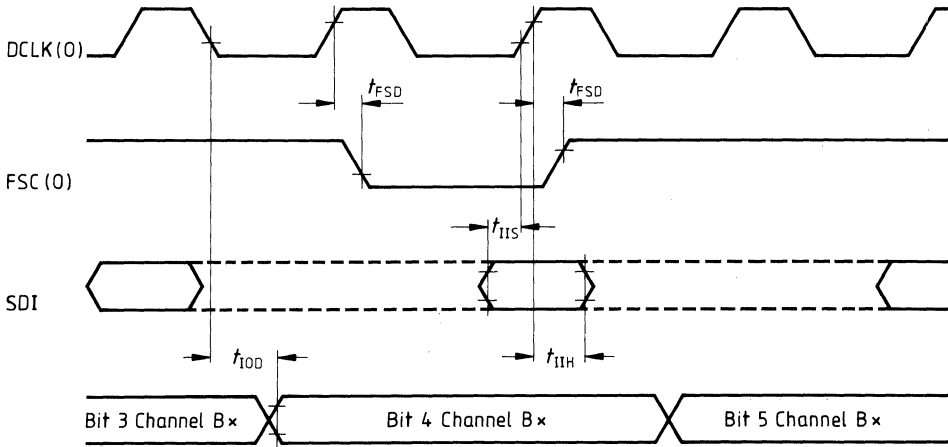 DCLK(O)
tFSD
tFSD
FSC(O)
tIIS
SDI
tIOD
tIIH
Bit 3 Channel B×
Bit 4 Channel B×
Bit 5 Channel B×